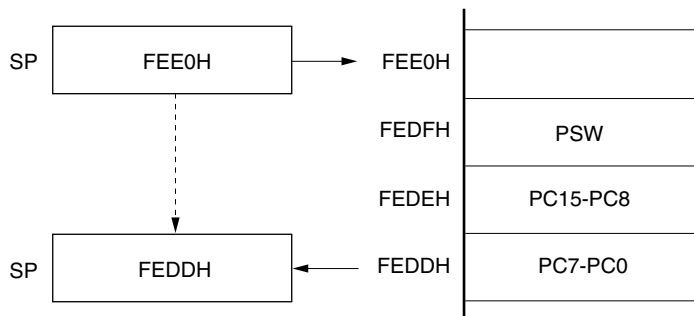 SP FEE0H FEE0H
FEDFH PSW
FEDEH PC15-PC8
SP FEDDH FEDDH PC7-PC0